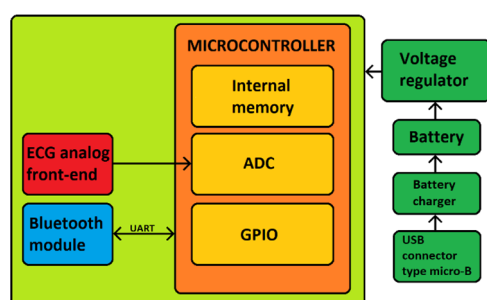 MICROCONTROLLER
Internal
memory
ECG analog
front-end
ADC
Bluetooth
module
UART
GPIO
Voltage
regulator
Battery
Battery
charger
USB
connector
type micro-B